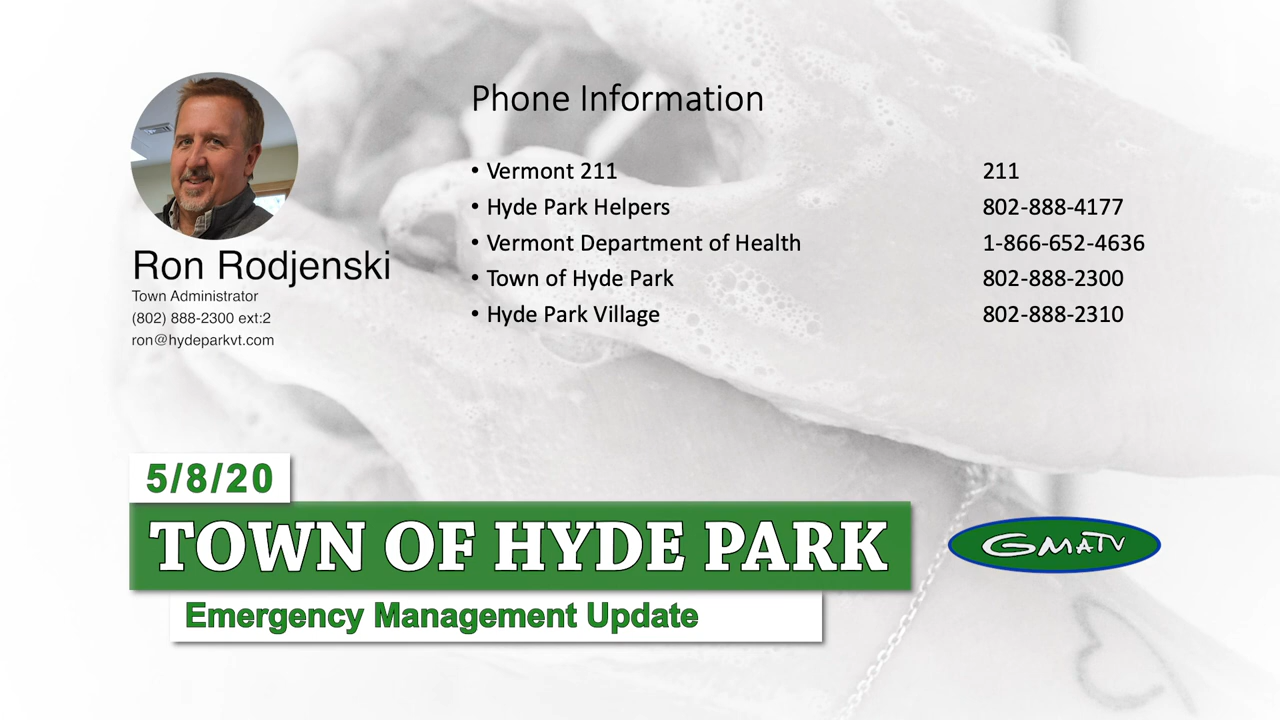 Ron Rodjenski
Town Administrator
(802) 888-2300 ext:2
ron@hydeparkvt.com
Phone Information
• Vermont 211 211
• Hyde Park Helpers 802-888-4177
• Vermont Department of Health 1-866-652-4636
• Town of Hyde Park 802-888-2300
• Hyde Park Village 802-888-2310
5/8/20
TOWN OF HYDE PARK
Emergency Management Update
GMATV